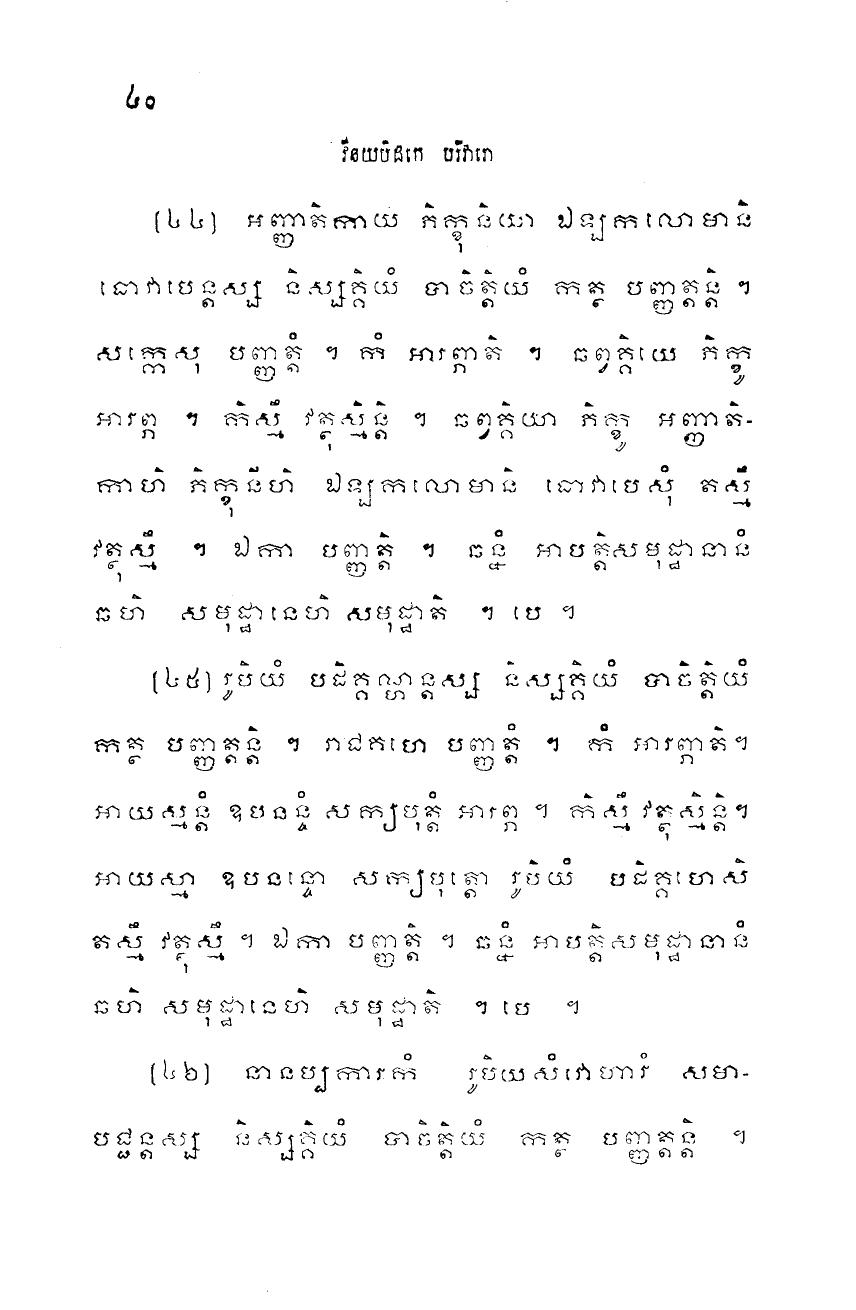 ៤០
វិនយបិដកេ បរិវារោ
(៤៤) អញ្ញាតិកាយ ភិក្ខុនិយា ឯឡកលោមានិ
ធោវាបេន្តស្ស និស្សគ្គិយំ បាចិត្តិយំ កត្ថ បញ្ញត្តន្តិ ។
សក្កេសុ បញ្ញត្តំ ។ កំ អារព្ភាតិ ។ ឆព្វគ្គិយេ ភិក្ខូ
អារព្ភ ។ កិស្មឹ វត្ថុស្មិន្តិ ។ ឆព្វគ្គិយា ភិក្ខូ អញ្ញាតិ-
កាហិ ភិក្ខុនីហិ ឯឡកលោមានិ ធោវាបេសុំ តស្មឹ
វត្ថុស្មឹ ។ ឯកា បញ្ញត្តិ ។ ឆន្នំ អាបត្តិសមុដ្ឋានានំ
ឆហិ សមុដ្ឋានេហិ សមុដ្ឋាតិ ។ បេ ។
(៤៥) រូបិយំ បដិគ្គណ្ហន្តស្ស និស្សគ្គិយំ បាចិត្តិយំ
កត្ថ បញ្ញត្តន្តិ ។ រាជគហេ បញ្ញត្តំ ។ កំ អារព្ភាតិ ។
អាយស្មន្តំ ឧបនន្ទំ សក្យបុត្តំ អារព្ភ ។ កិស្មឹ វត្ថុស្មិន្តិ ។
អាយស្មា ឧបនន្ទោ សក្យបុត្តោ រូបិយំ បដិគ្គហេសិ
តស្មឹ វត្ថុស្មឹ ។ ឯកា បញ្ញត្តិ ។ ឆន្នំ អាបត្តិសមុដ្ឋានានំ
ឆហិ សមុដ្ឋានេហិ សមុដ្ឋាតិ ។ បេ ។
(៤៦) នានប្បការកំ រូបិយសំវោហារំ សមា-
បជ្ជន្តស្ស និស្សគ្គិយំ បាចិត្តិយំ កត្ថ បញ្ញត្តន្តិ ។